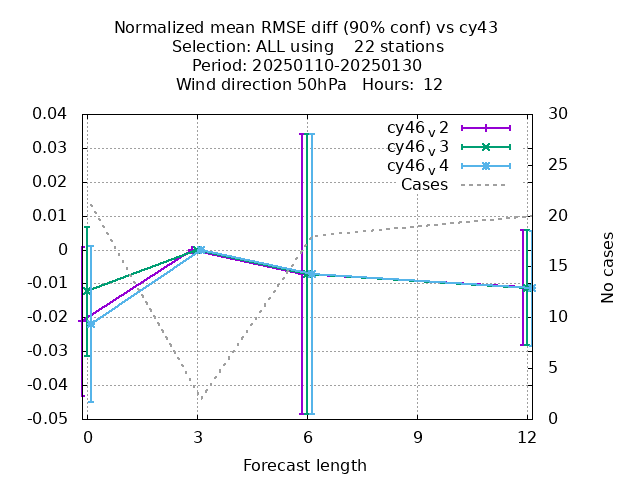 Normalized mean RMSE diff (90% conf) vs cy43
Selection: ALL using    22 stations
Period: 20250110-20250130
Wind direction 50hPa   Hours:  12
0.04
0.03
0.02
0.01
0
-0.01
-0.02
-0.03
-0.04
-0.05
30
25
20
15
10
5
0
cy46v2
cy46v3
cy46v4
Cases
No cases
0 3 6 9 12
Forecast length